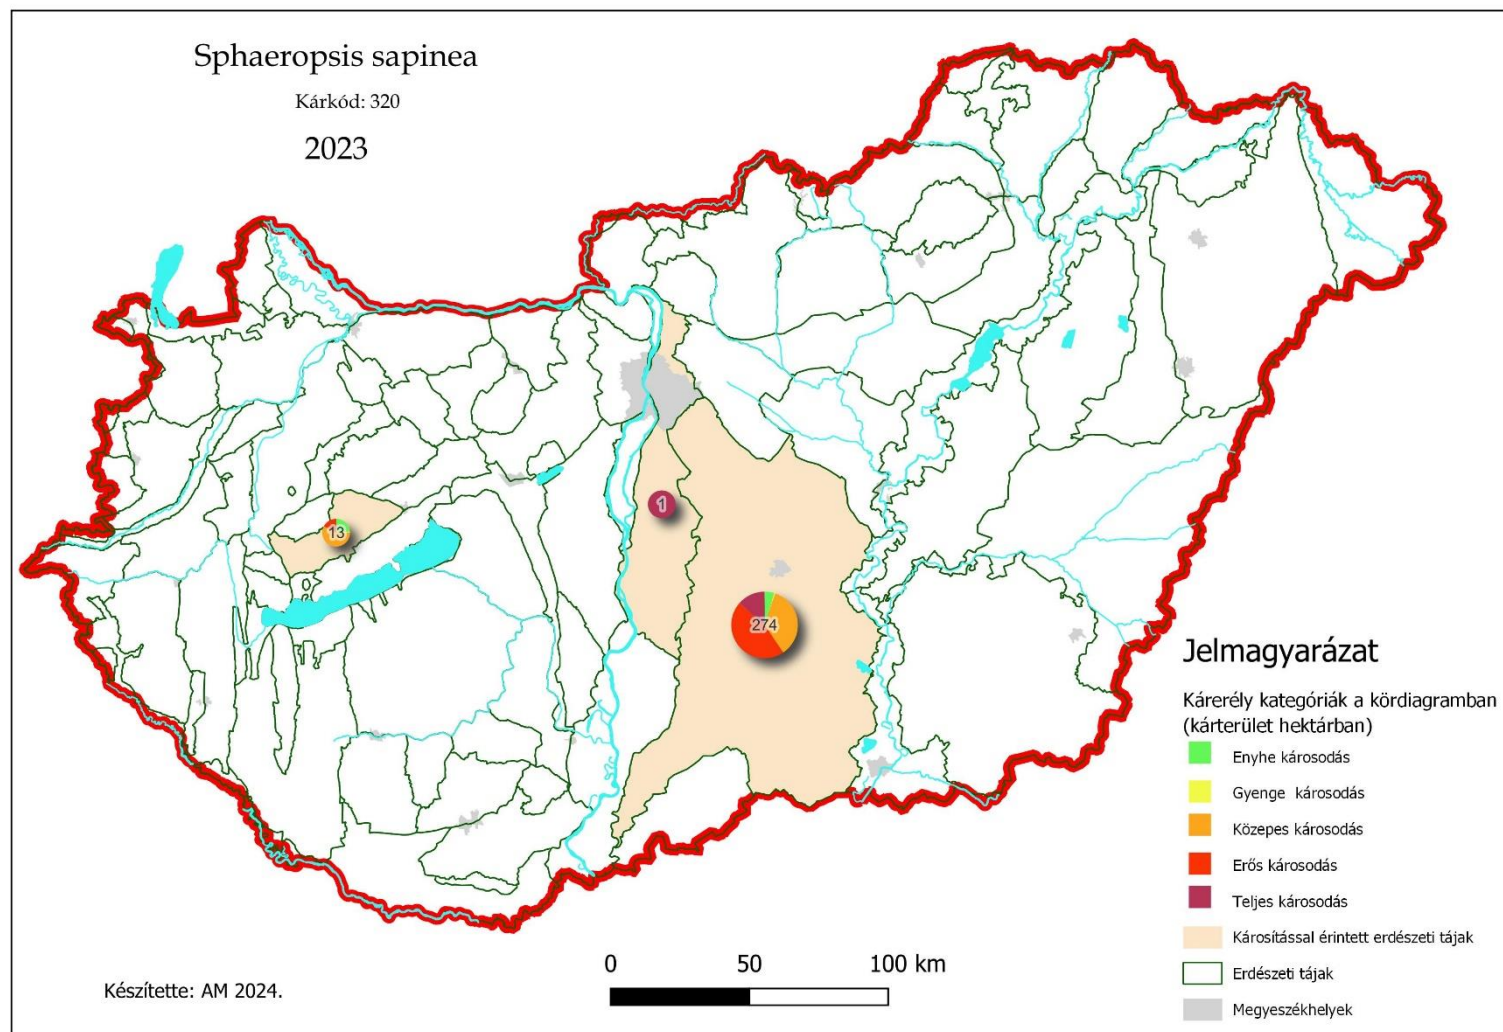 Sphaeropsis sapinea
Kárkód: 320
2023
13
1
274
Jelmagyarázat
Kárerély kategóriák a kördiagramban
(kárterület hektárban)
Enyhe károsodás
Gyenge károsodás
Közepes károsodás
Erős károsodás
Teljes károsodás
Károsítással érintett erdészeti tájak
Erdészeti tájak
Megyeszékhelyek
0 50 100 km
Készítette: AM 2024.